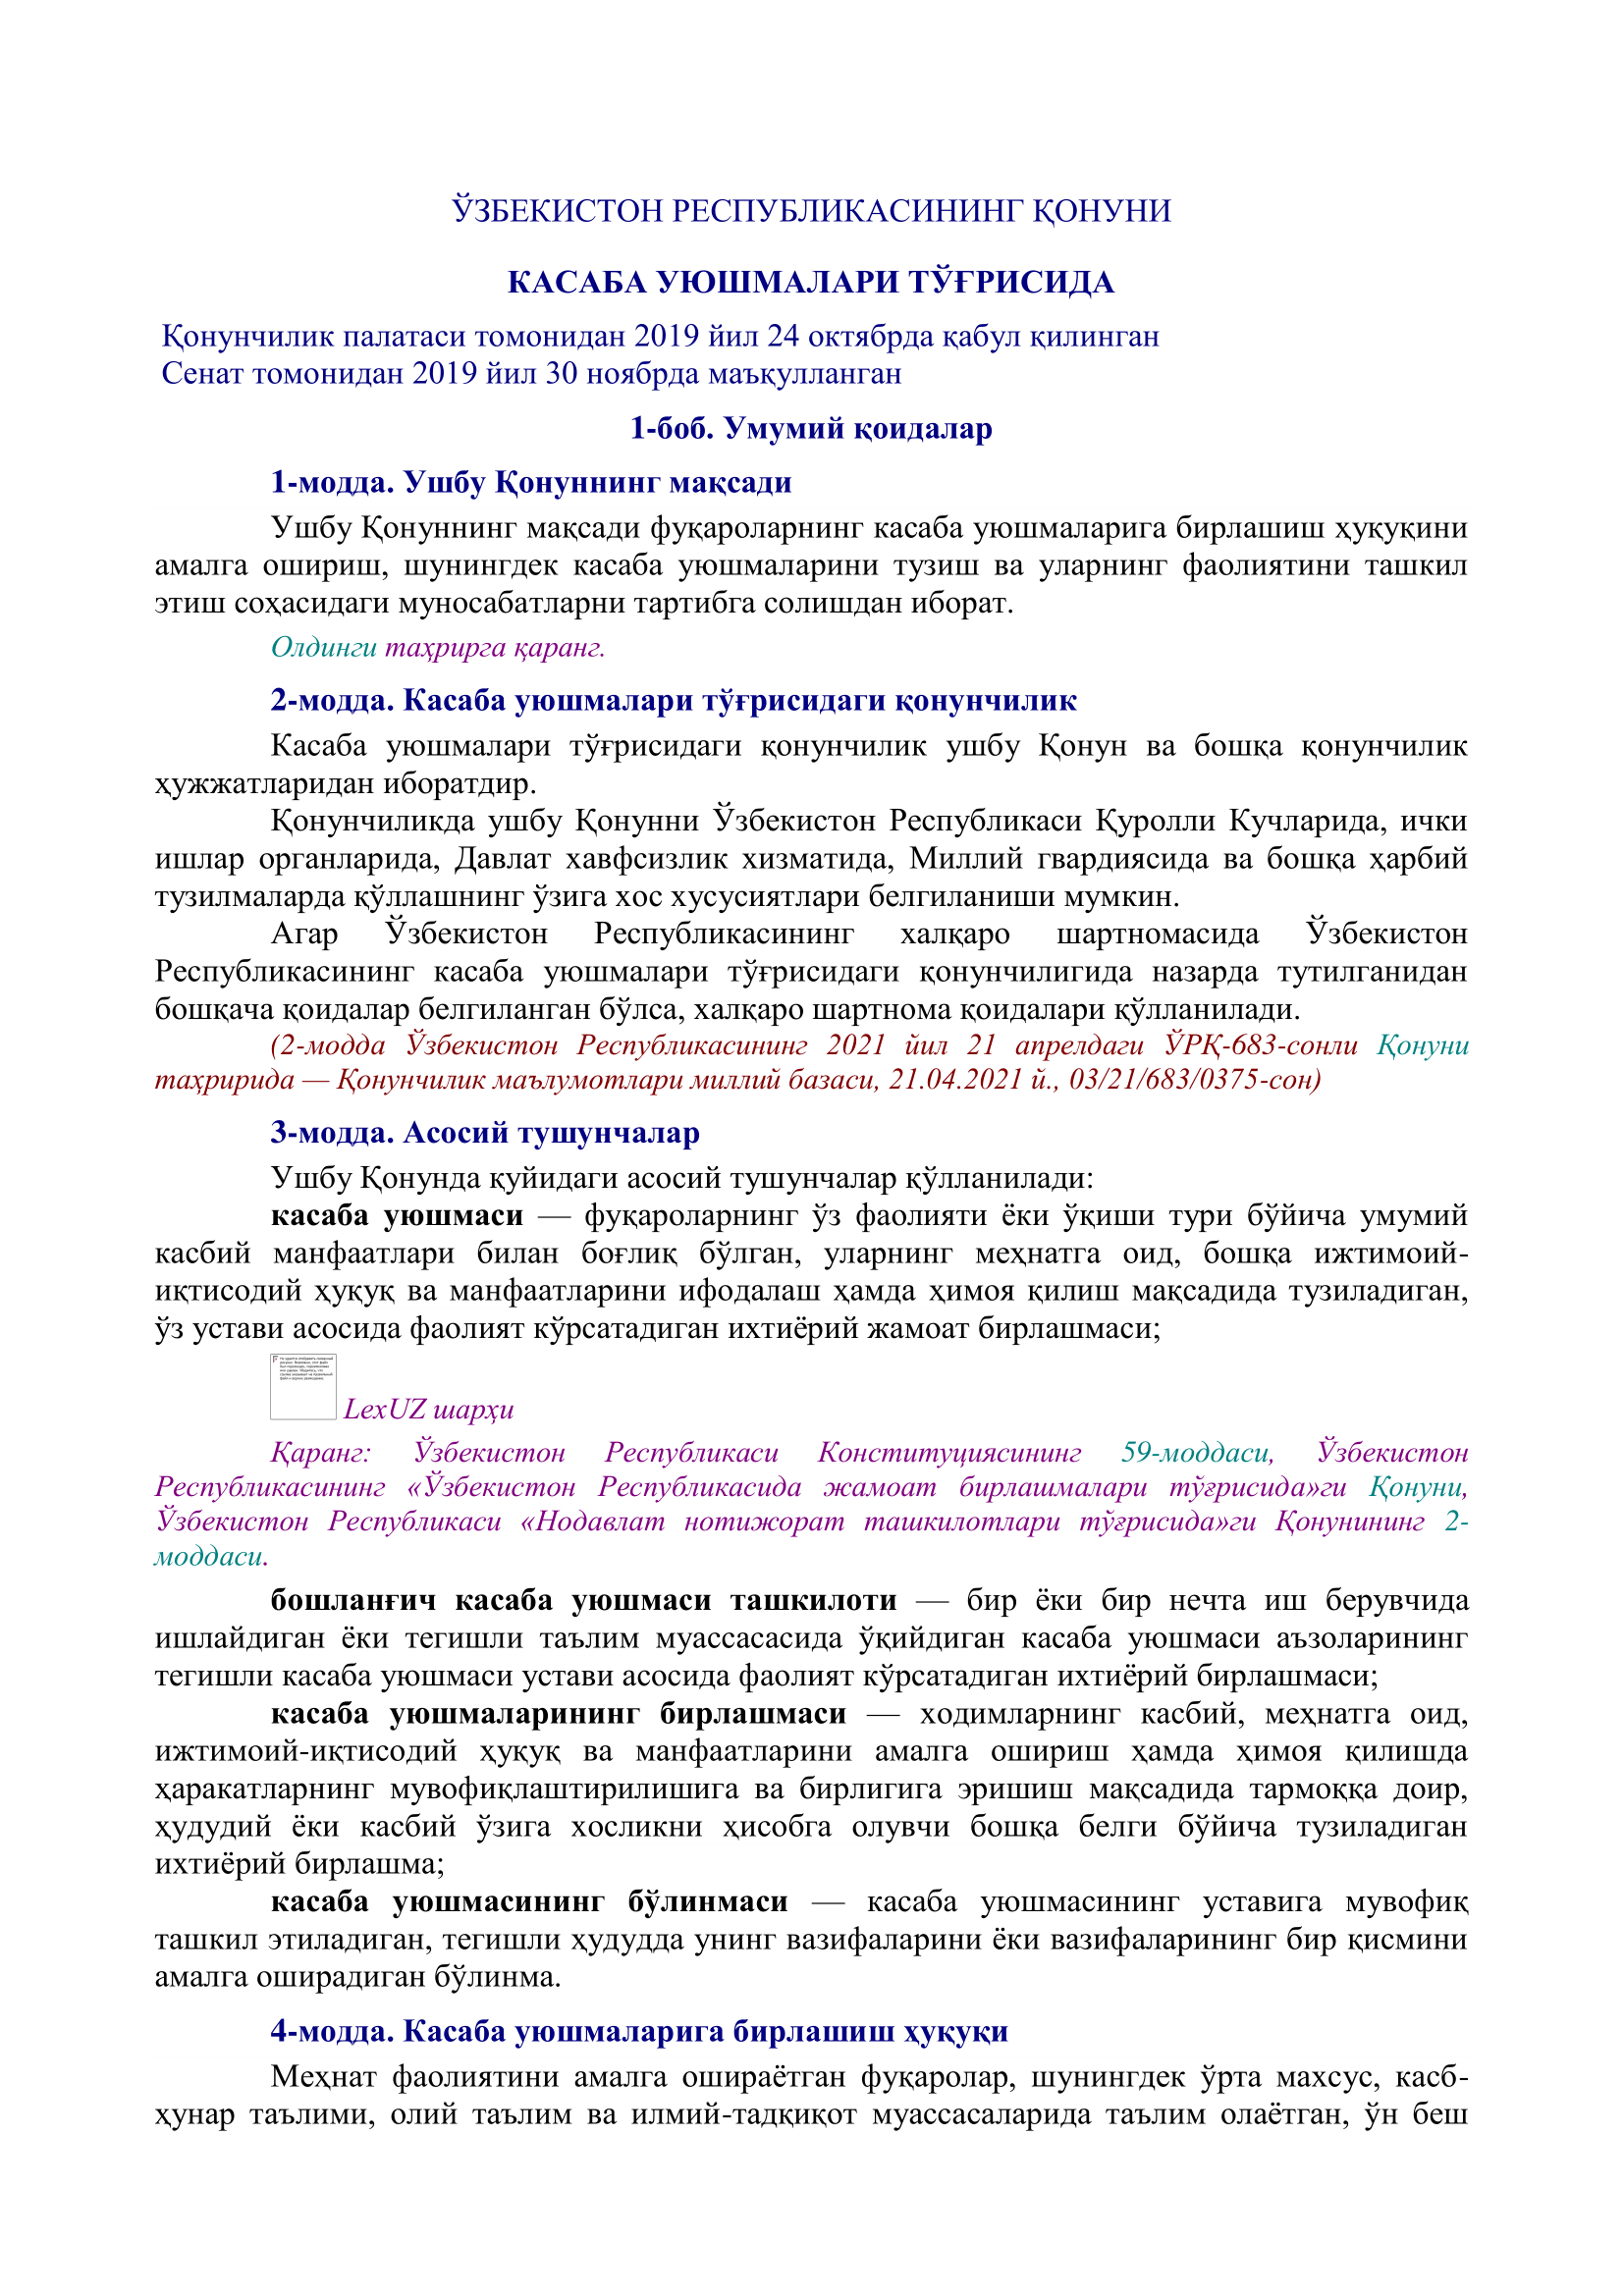 ЎЗБЕКИСТОН РЕСПУБЛИКАСИНИНГ ҚОНУНИ
КАСАБА УЮШМАЛАРИ ТЎҒРИСИДА
Қонунчилик палатаси томонидан 2019 йил 24 октябрда қабул қилинган
Сенат томонидан 2019 йил 30 ноябрда маъқулланган
1-боб. Умумий қоидалар
1-модда. Ушбу Қонуннинг мақсади
Ушбу Қонуннинг мақсади фуқароларнинг касаба уюшмаларига бирлашиш ҳуқуқини
амалга ошириш, шунингдек касаба уюшмаларини тузиш ва уларнинг фаолиятини ташкил
этиш соҳасидаги муносабатларни тартибга солишдан иборат.
Олдинги таҳрирга қаранг.
2-модда. Касаба уюшмалари тўғрисидаги қонунчилик
Касаба уюшмалари тўғрисидаги қонунчилик ушбу Қонун ва бошқа қонунчилик
ҳужжатларидан иборатдир.
Қонунчиликда ушбу Қонунни Ўзбекистон Республикаси Қуролли Кучларида, ички
ишлар органларида, Давлат хавфсизлик хизматида, Миллий гвардиясида ва бошқа ҳарбий
тузилмаларда қўллашнинг ўзига хос хусусиятлари белгиланиши мумкин.
Агар Ўзбекистон Республикасининг халқаро шартномасида Ўзбекистон
Республикасининг касаба уюшмалари тўғрисидаги қонунчилигида назарда тутилганидан
бошқача қоидалар белгиланган бўлса, халқаро шартнома қоидалари қўлланилади.
(2-модда Ўзбекистон Республикасининг 2021 йил 21 апрелдаги ЎРҚ-683-сонли Қонуни
таҳририда — Қонунчилик маълумотлари миллий базаси, 21.04.2021 й., 03/21/683/0375-сон)
3-модда. Асосий тушунчалар
Ушбу Қонунда қуйидаги асосий тушунчалар қўлланилади:
касаба уюшмаси — фуқароларнинг ўз фаолияти ёки ўқиши тури бўйича умумий
касбий манфаатлари билан боғлиқ бўлган, уларнинг меҳнатга оид, бошқа ижтимоий-
иқтисодий ҳуқуқ ва манфаатларини ифодалаш ҳамда ҳимоя қилиш мақсадида тузиладиган,
ўз устави асосида фаолият кўрсатадиган ихтиёрий жамоат бирлашмаси;
LexUZ шарҳи
Қаранг: Ўзбекистон Республикаси Конституциясининг 59-моддаси, Ўзбекистон
Республикасининг «Ўзбекистон Республикасида жамоат бирлашмалари тўғрисида»ги Қонуни,
Ўзбекистон Республикаси «Нодавлат нотижорат ташкилотлари тўғрисида»ги Қонунининг 2-
моддаси.
бошланғич касаба уюшмаси ташкилоти — бир ёки бир нечта иш берувчида
ишлайдиган ёки тегишли таълим муассасасида ўқийдиган касаба уюшмаси аъзоларининг
тегишли касаба уюшмаси устави асосида фаолият кўрсатадиган ихтиёрий бирлашмаси;
касаба уюшмаларининг бирлашмаси — ходимларнинг касбий, меҳнатга оид,
ижтимоий-иқтисодий ҳуқуқ ва манфаатларини амалга ошириш ҳамда ҳимоя қилишда
ҳаракатларнинг мувофиқлаштирилишига ва бирлигига эришиш мақсадида тармоққа доир,
ҳудудий ёки касбий ўзига хосликни ҳисобга олувчи бошқа белги бўйича тузиладиган
ихтиёрий бирлашма;
касаба уюшмасининг бўлинмаси — касаба уюшмасининг уставига мувофиқ
ташкил этиладиган, тегишли ҳудудда унинг вазифаларини ёки вазифаларининг бир қисмини
амалга оширадиган бўлинма.
4-модда. Касаба уюшмаларига бирлашиш ҳуқуқи
Меҳнат фаолиятини амалга ошираётган фуқаролар, шунингдек ўрта махсус, касб-
ҳунар таълими, олий таълим ва илмий-тадқиқот муассасаларида таълим олаётган, ўн беш